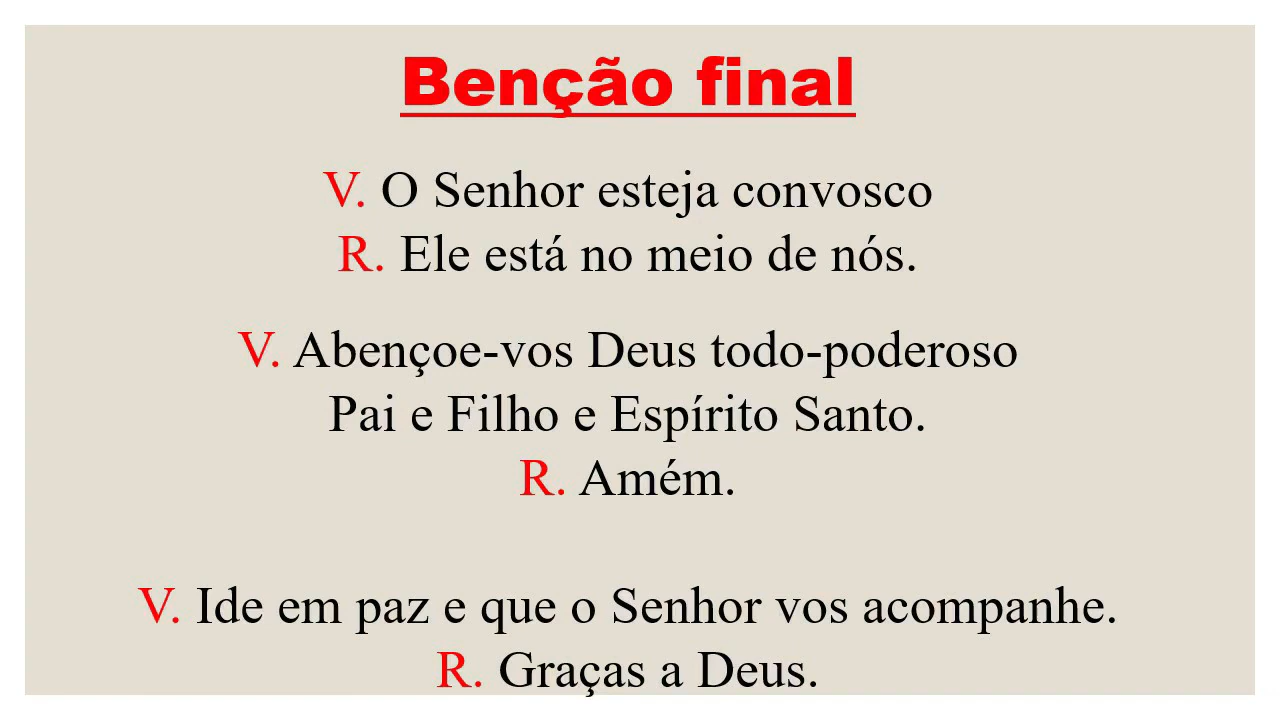 Benção final
V. O Senhor esteja convosco
R. Ele está no meio de nós.
V. Abençoe-vos Deus todo-poderoso
Pai e Filho e Espírito Santo.
R. Amém.
V. Ide em paz e que o Senhor vos acompanhe.
R. Graças a Deus.